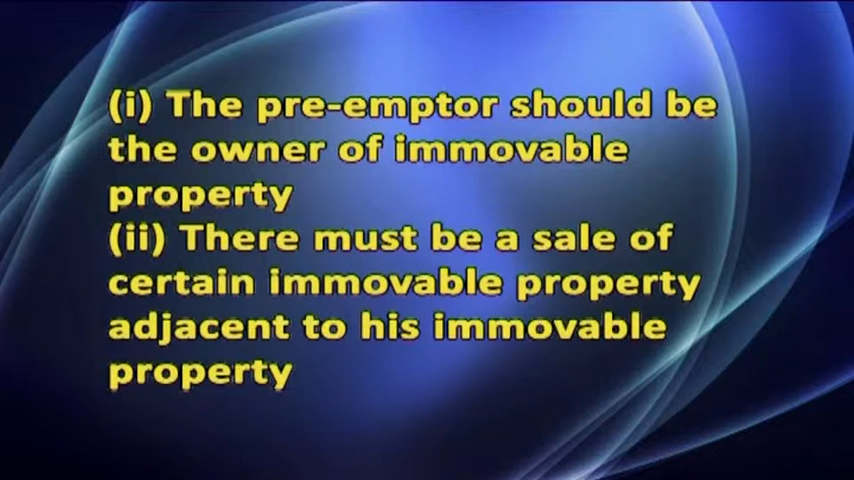 (i) The pre-emptor should be
the owner of immovable
property
(ii) There must be a sale of
certain immovable property
adjacent to his immovable
property